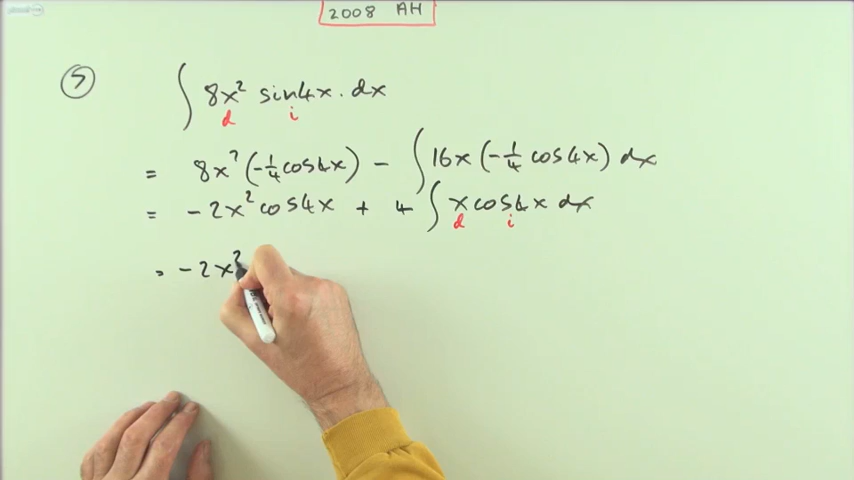 2008 AH
5 ∫ 8x² sin4x . dx
d i
= 8x² (-¼cos4x) - ∫ 16x (-¼ cos4x) dx
= -2x² cos4x + 4 ∫ x cos4x dx
d i
= -2x²